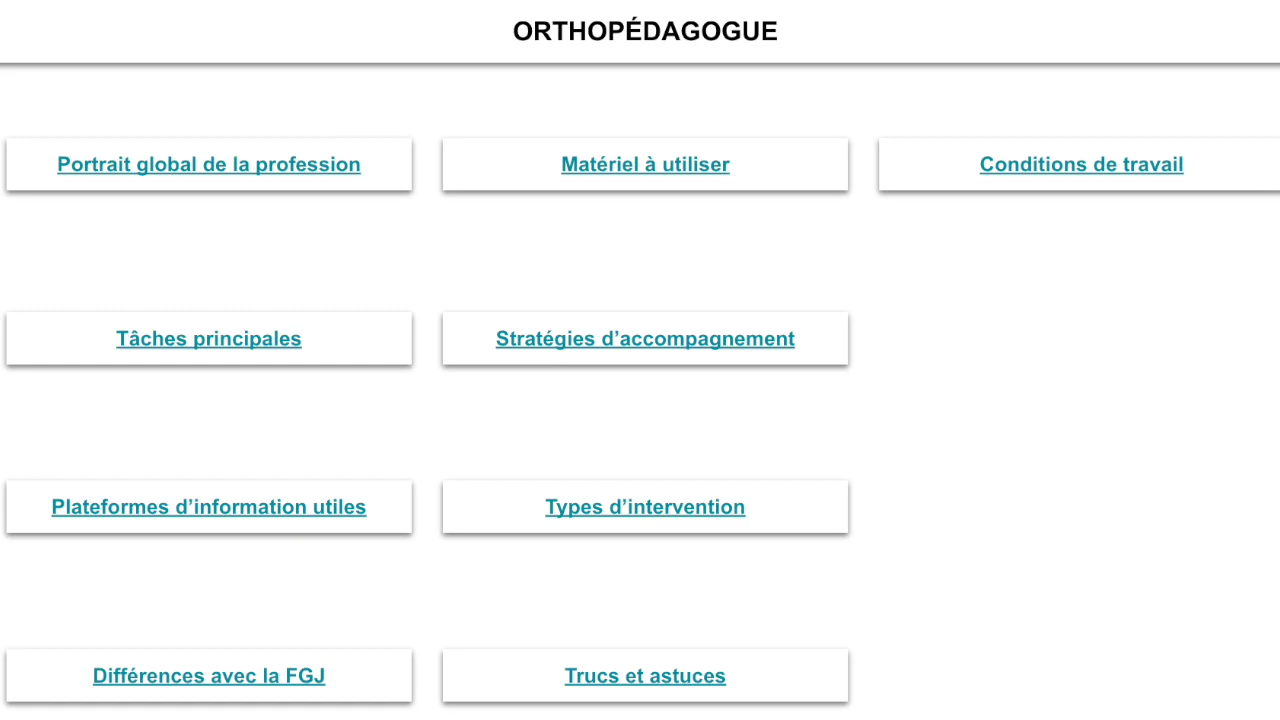 ORTHOPÉDAGOGUE
Portrait global de la profession
Matériel à utiliser
Conditions de travail
Tâches principales
Stratégies d’accompagnement
Plateformes d’information utiles
Types d’intervention
Différences avec la FGJ
Trucs et astuces